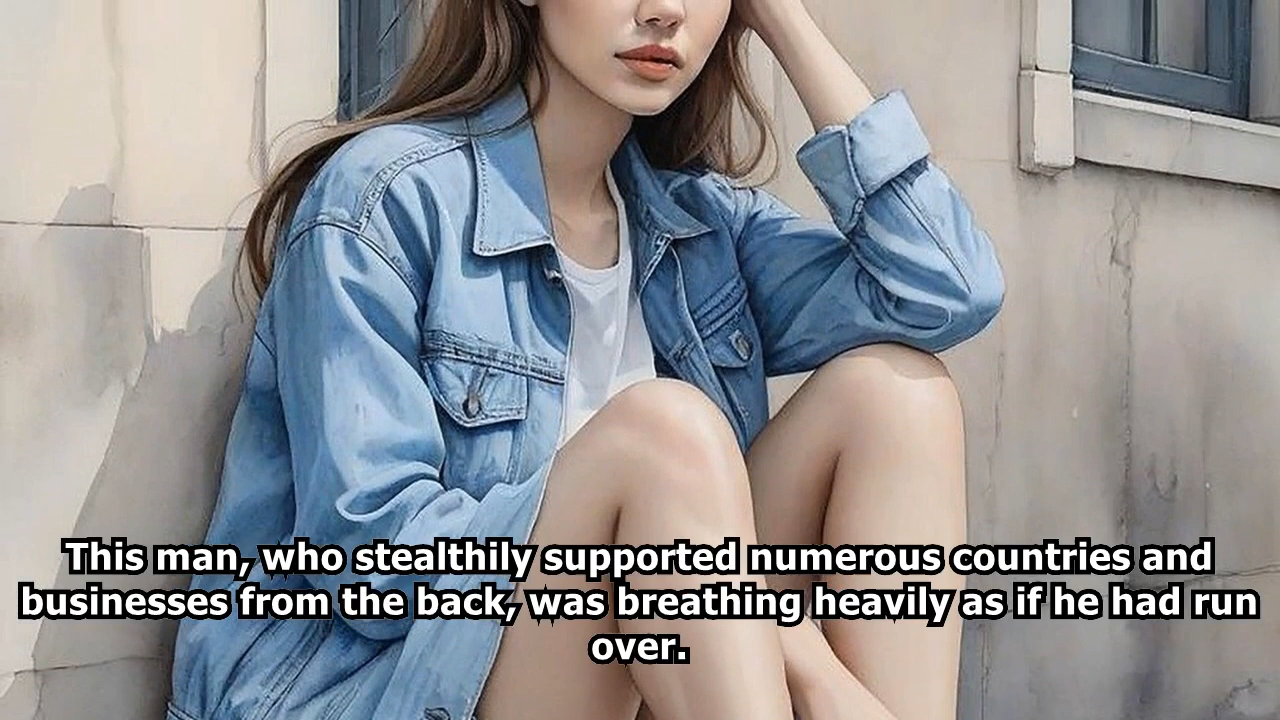 This man, who stealthily supported numerous countries and
businesses from the back, was breathing heavily as if he had run
over.